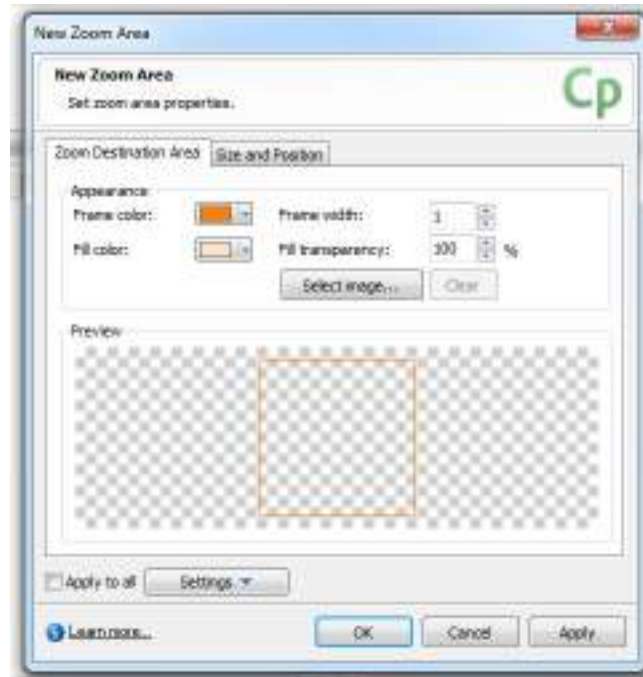 New Zoom Area
New Zoom Area
Cp
Set zoom area properties.
Zoom Destination Area Size and Position
Appearance
Frame color: Frame width: 1
Fill color: Fill transparency: 100 %
Select image... Clear
Preview
Apply to all Settings
Learn more... OK Cancel Apply